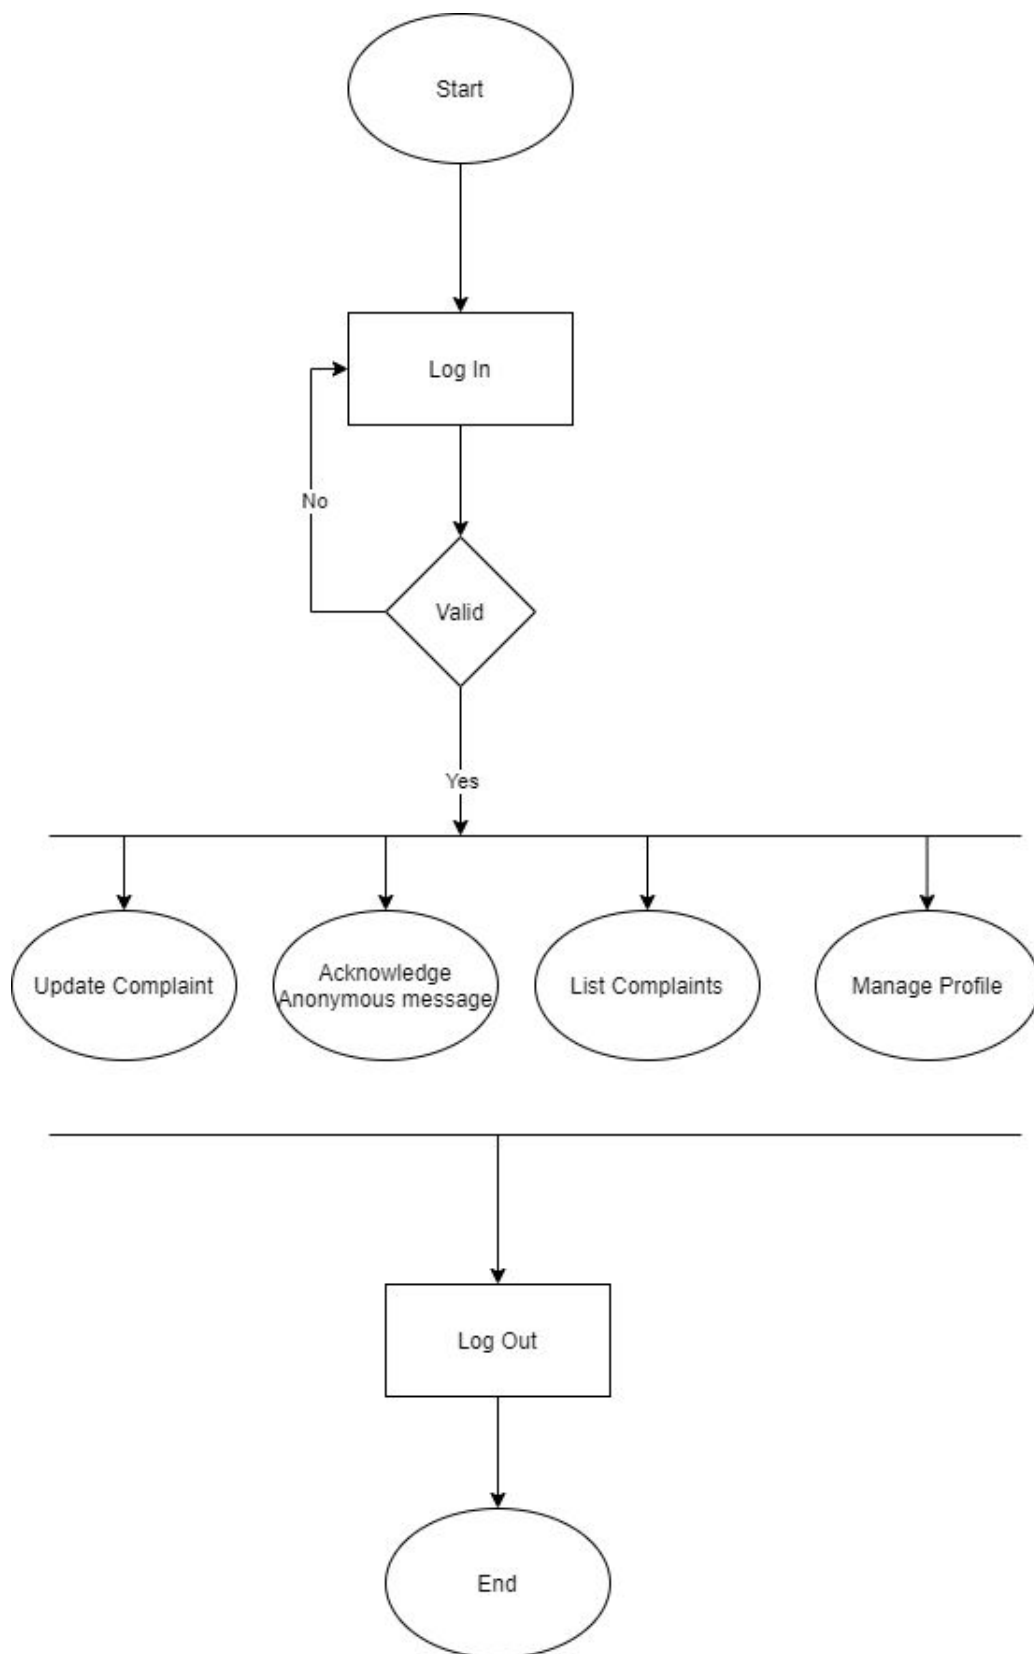 Start
Log In
No
Valid
Yes
Update Complaint
Acknowledge
Anonymous message
List Complaints
Manage Profile
Log Out
End